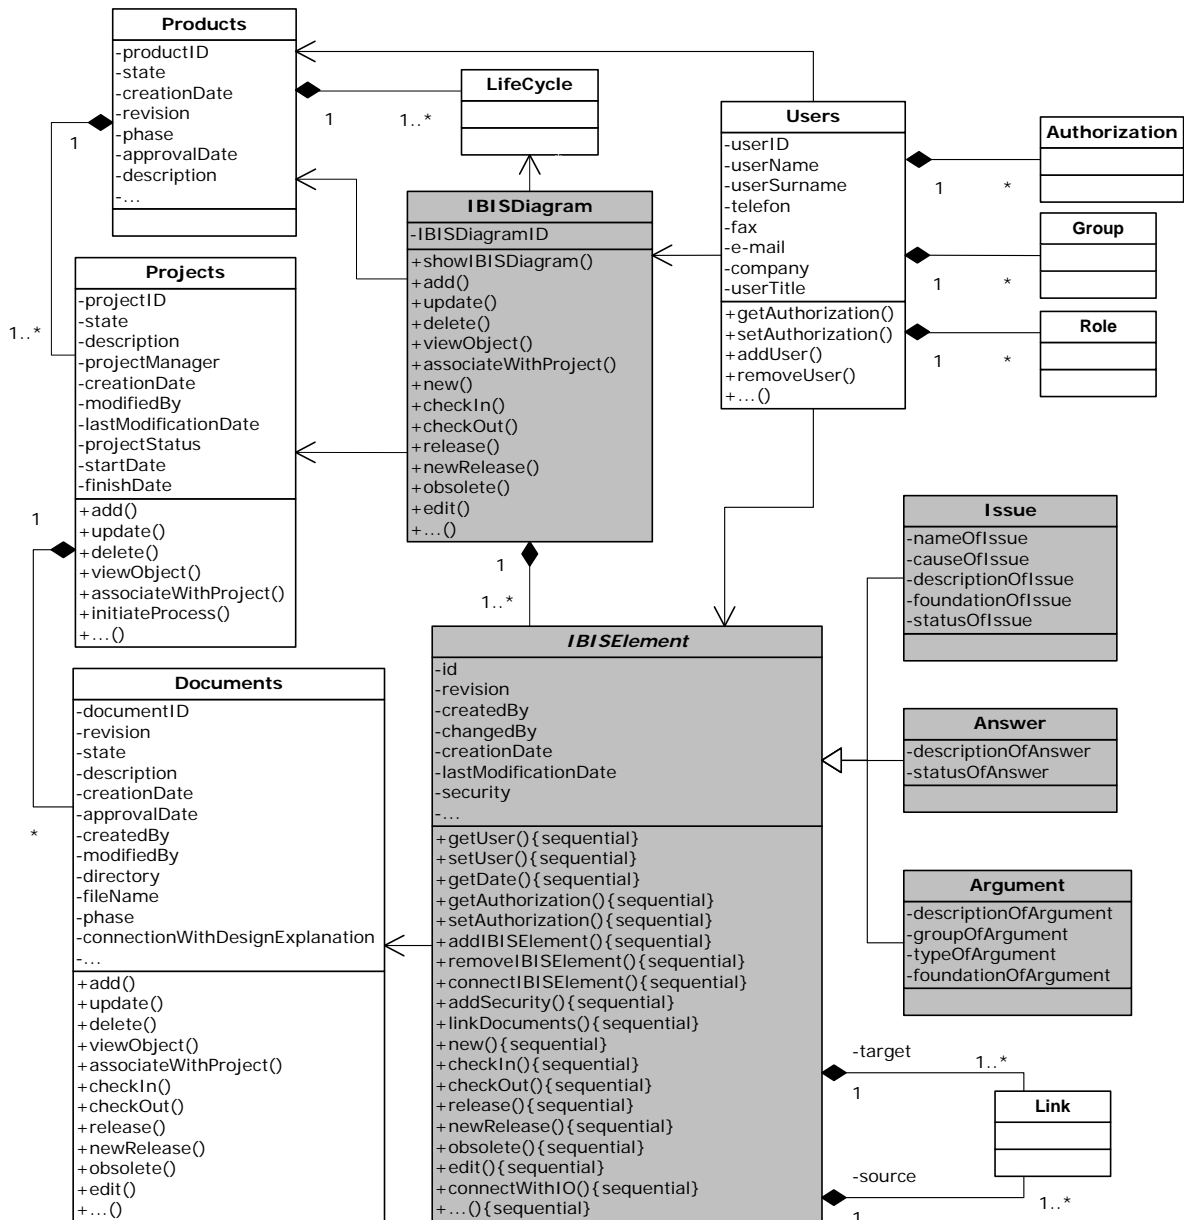 Products
-productID
-state
-creationDate
-revision
-phase
-approvalDate
-description
-...
1
1
1..*
LifeCycle
Users
-userID
-userName
-userSurname
-telefon
-fax
-e-mail
-company
-userTitle
+getAuthorization()
+setAuthorization()
+addUser()
+removeUser()
+...()
Authorization
1
*
Group
1
*
Role
1
*
IBISDiagram
-IBISDiagramID
+showIBISDiagram()
+add()
+update()
+delete()
+viewObject()
+associateWithProject()
+new()
+checkIn()
+checkOut()
+release()
+newRelease()
+obsolete()
+edit()
+...()
1
1..*
Projects
-projectID
-state
-description
-projectManager
-creationDate
-modifiedBy
-lastModificationDate
-projectStatus
-startDate
-finishDate
+add()
+update()
+delete()
+viewObject()
+associateWithProject()
+initiateProcess()
+...()
1..*
1
*
Documents
-documentID
-revision
-state
-description
-creationDate
-approvalDate
-createdBy
-modifiedBy
-directory
-fileName
-phase
-connectionWithDesignExplanation
-...
+add()
+update()
+delete()
+viewObject()
+associateWithProject()
+checkIn()
+checkOut()
+release()
+newRelease()
+obsolete()
+edit()
+...()
IBISElement
-id
-revision
-createdBy
-changedBy
-creationDate
-lastModificationDate
-security
-...
+getUser(){sequential}
+setUser(){sequential}
+getDate(){sequential}
+getAuthorization(){sequential}
+setAuthorization(){sequential}
+addIBISElement(){sequential}
+removeIBISElement(){sequential}
+connectIBISElement(){sequential}
+addSecurity(){sequential}
+linkDocuments(){sequential}
+new(){sequential}
+checkIn(){sequential}
+checkOut(){sequential}
+release(){sequential}
+newRelease(){sequential}
+obsolete(){sequential}
+edit(){sequential}
+connectWithIO(){sequential}
+...(){sequential}
Issue
-nameOfIssue
-causeOfIssue
-descriptionOfIssue
-foundationOfIssue
-statusOfIssue
Answer
-descriptionOfAnswer
-statusOfAnswer
Argument
-descriptionOfArgument
-groupOfArgument
-typeOfArgument
-foundationOfArgument
-target
1..*
1
Link
-source
1..*
1